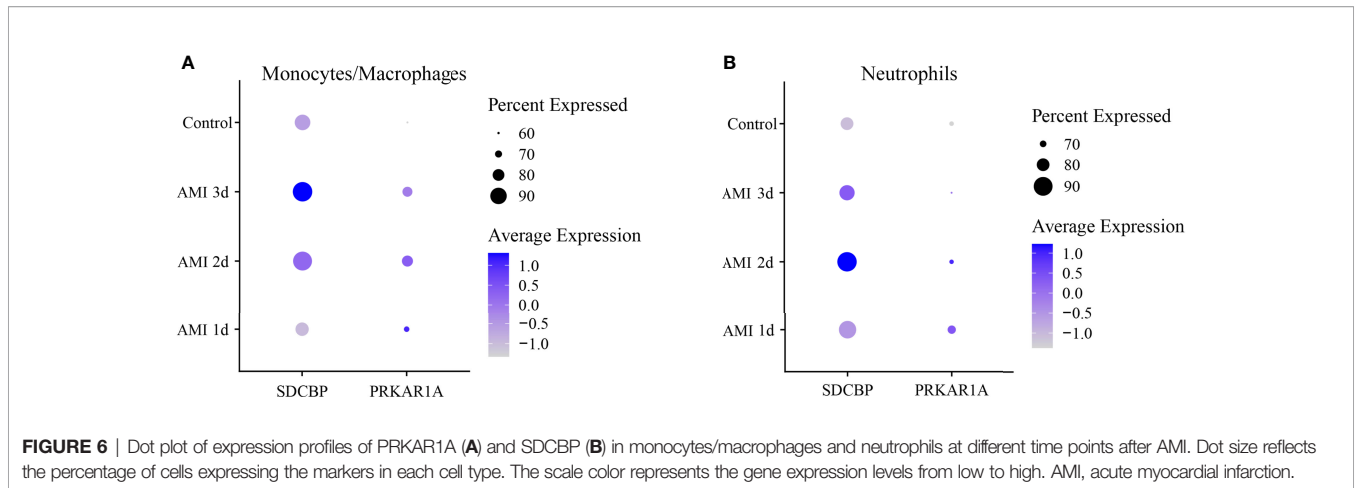 A
Monocytes/Macrophages
Control
AMI 3d
AMI 2d
AMI 1d
SDCBP
PRKAR1A
Percent Expressed
60
70
80
90
Average Expression
1.0
0.5
0.0
−0.5
−1.0
B
Neutrophils
Control
AMI 3d
AMI 2d
AMI 1d
SDCBP
PRKAR1A
Percent Expressed
70
80
90
Average Expression
1.0
0.5
0.0
−0.5
−1.0
FIGURE 6 | Dot plot of expression profiles of PRKAR1A (A) and SDCBP (B) in monocytes/macrophages and neutrophils at different time points after AMI. Dot size reflects
the percentage of cells expressing the markers in each cell type. The scale color represents the gene expression levels from low to high. AMI, acute myocardial infarction.